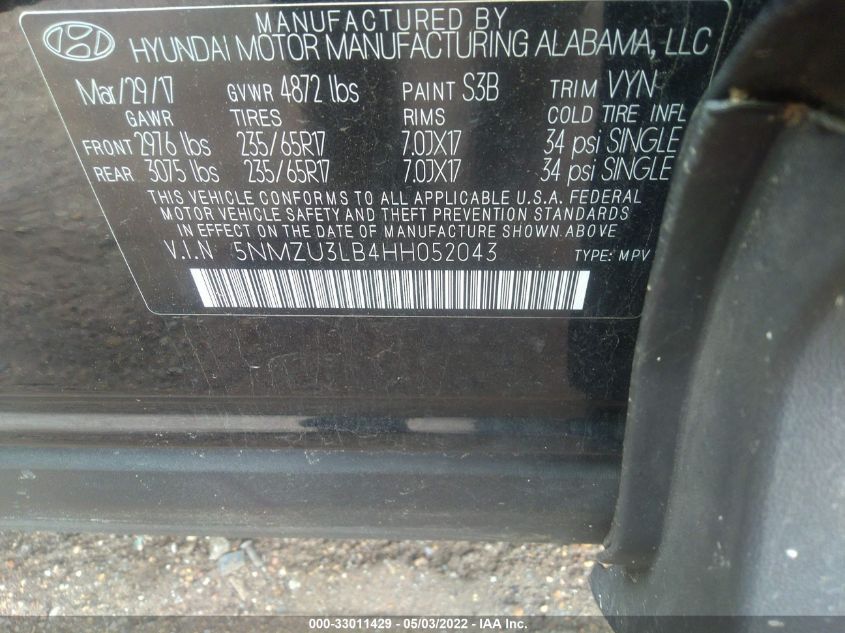 MANUFACTURED BY
HYUNDAI MOTOR MANUFACTURING ALABAMA, LLC
Mar/29/17 GVWR 4872 lbs PAINT S3B TRIM VYN
GAWR TIRES RIMS COLD TIRE INFL
FRONT 2976 lbs 235/65R17 7.0JX17 34 psi SINGLE
REAR 3075 lbs 235/65R17 7.0JX17 34 psi SINGLE
THIS VEHICLE CONFORMS TO ALL APPLICABLE U.S.A. FEDERAL
MOTOR VEHICLE SAFETY AND THEFT PREVENTION STANDARDS
IN EFFECT ON THE DATE OF MANUFACTURE SHOWN ABOVE
V.I.N 5NMZU3LB4HH052043 TYPE: MPV
000-33011429 - 05/03/2022 - IAA Inc.